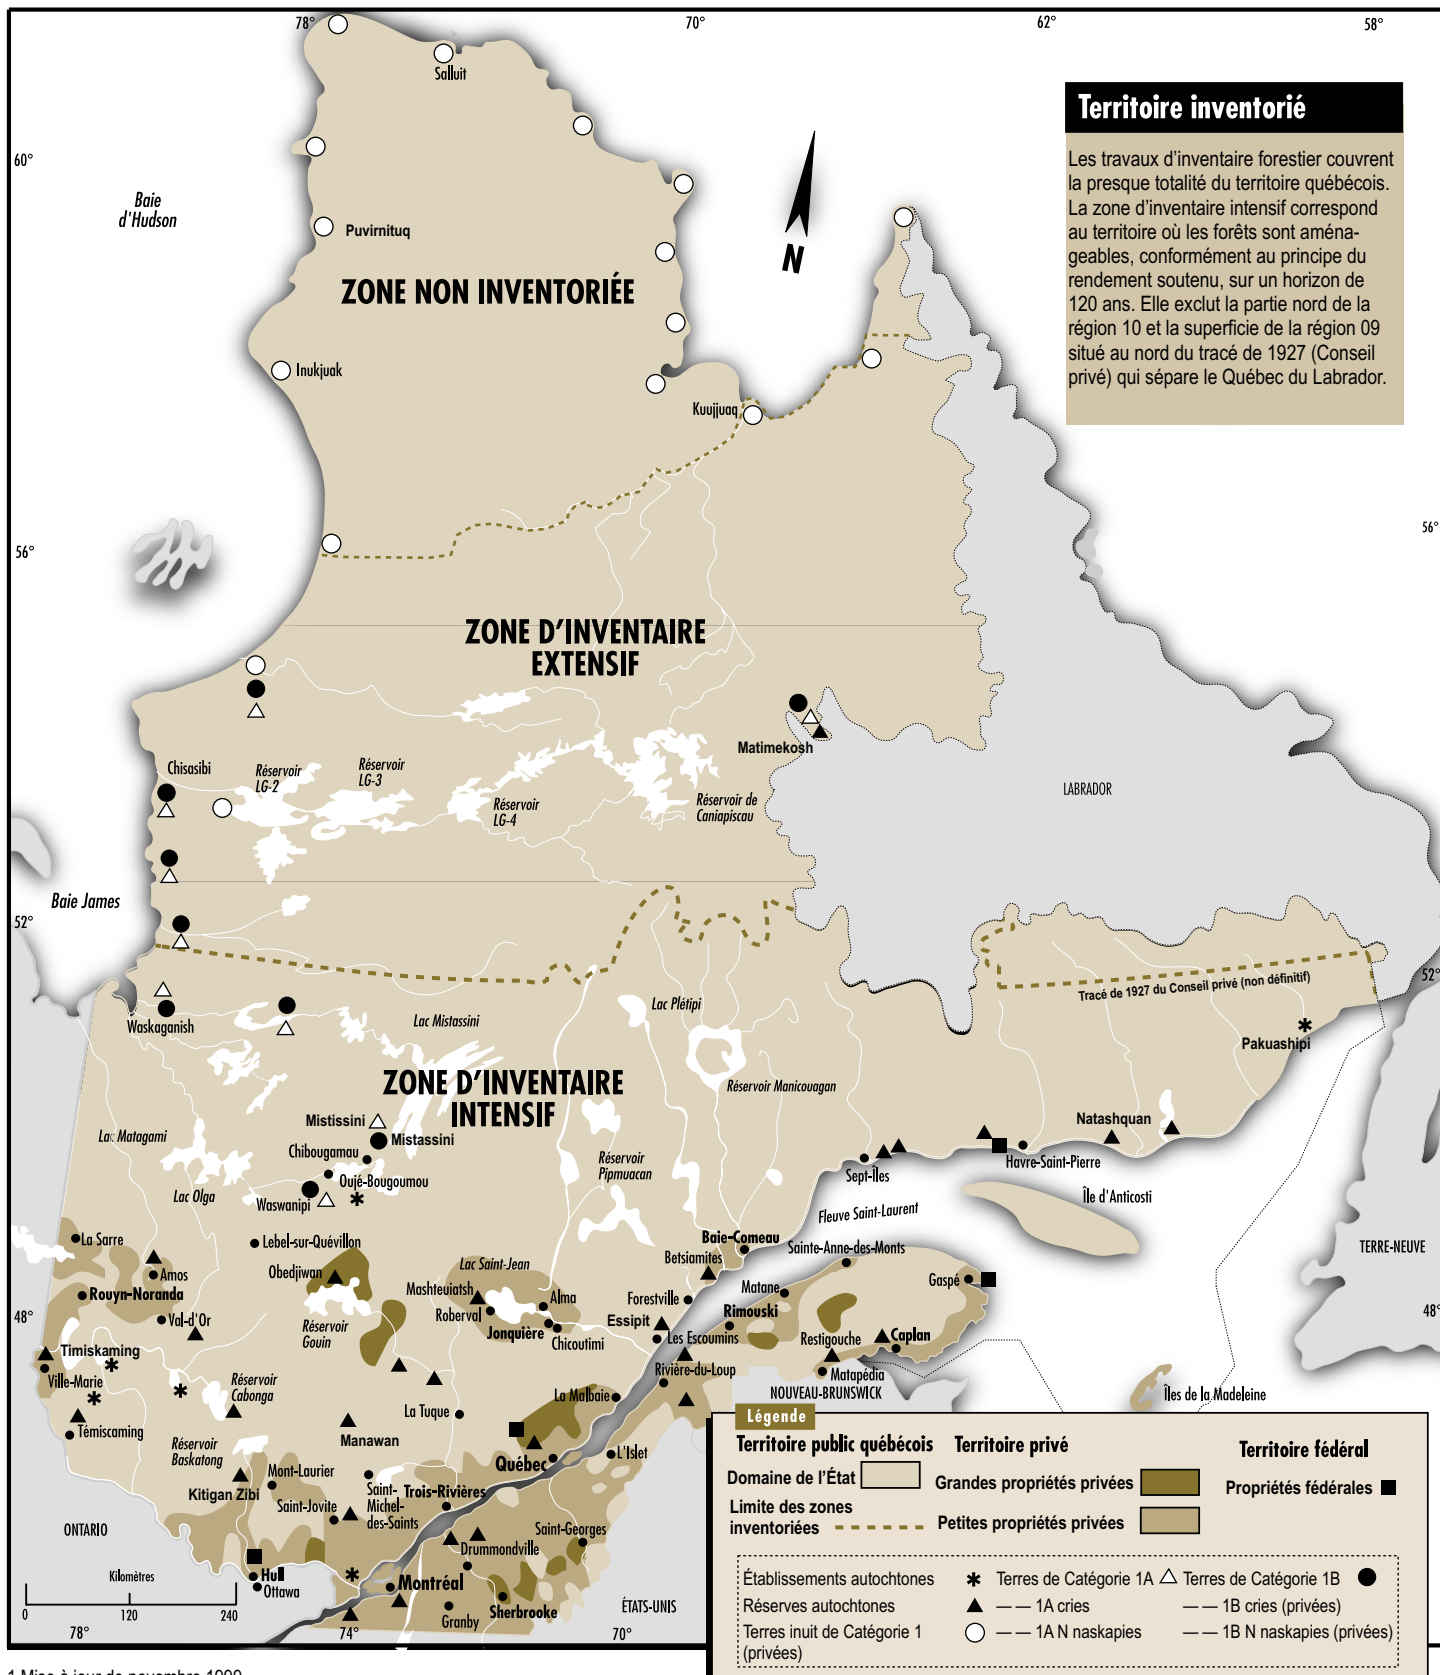 78°
70°
62°
58°
Salluit
Territoire inventorié
Les travaux d'inventaire forestier couvrent
la presque totalité du territoire québécois.
La zone d'inventaire intensif correspond
au territoire où les forêts sont aména-
geables, conformément au principe du
rendement soutenu, sur un horizon de
120 ans. Elle exclut la partie nord de la
région 10 et la superficie de la région 09
situé au nord du tracé de 1927 (Conseil
privé) qui sépare le Québec du Labrador.
60°
Baie
d'Hudson
Puvirnituq
N
ZONE NON INVENTORIÉE
Inukjuak
Kuujjuaq
56°
56°
ZONE D'INVENTAIRE
EXTENSIF
Matimekosh
Chisasibi
Réservoir
LG-2
Réservoir
LG-3
Réservoir
LG-4
Réservoir de
Caniapiscau
LABRADOR
Baie James
52°
52°
Tracé de 1927 du Conseil privé (non définitif)
Waskaganish
Lac Mistassini
Lac Plétipi
Pakuashipi
ZONE D'INVENTAIRE
INTENSIF
Réservoir Manicouagan
Mistissini
Mistassini
Natashquan
Lac Matagami
Chibougamau
Oujé-Bougoumou
Lac Olga
Waswanipi
Réservoir
Pipmuacan
Sept-Îles
Havre-Saint-Pierre
Île d'Anticosti
Fleuve Saint-Laurent
La Sarre
Lebel-sur-Quévillon
Baie-Comeau
Sainte-Anne-des-Monts
TERRE-NEUVE
Amos
Obedjiwan
Lac Saint-Jean
Betsiamites
Gaspé
Rouyn-Noranda
Mashteuiatsh
Alma
Forestville
Matane
48°
48°
Val-d'Or
Réservoir
Gouin
Roberval
Jonquière
Chicoutimi
Essipit
Rimouski
Les Escoumins
Restigouche
Caplan
Timiskaming
Ville-Marie
Rivière-du-Loup
Matapédia
Réservoir
Cabonga
La Malbaie
NOUVEAU-BRUNSWICK
Îles de la Madeleine
Témiscaming
La Tuque
Manawan
Réservoir
Baskatong
Québec
L'Islet
Mont-Laurier
Kitigan Zibi
Saint-Jovite
Saint-
Michel-
des-Saints
Trois-Rivières
Saint-Georges
ONTARIO
Drummondville
Kilomètres
Hull
Ottawa
Montréal
Granby
Sherbrooke
ÉTATS-UNIS
0 120 240
78°
74°
70°
Légende
Territoire public québécois Territoire privé Territoire fédéral
Domaine de l'État Grandes propriétés privées Propriétés fédérales
Limite des zones
inventoriées Petites propriétés privées
Établissements autochtones Terres de Catégorie 1A Terres de Catégorie 1B
Réserves autochtones — — 1A cries — — 1B cries (privées)
Terres inuit de Catégorie 1 — — 1A N naskapies — — 1B N naskapies (privées)
(privées)
1 Mise à jour de novembre 1999